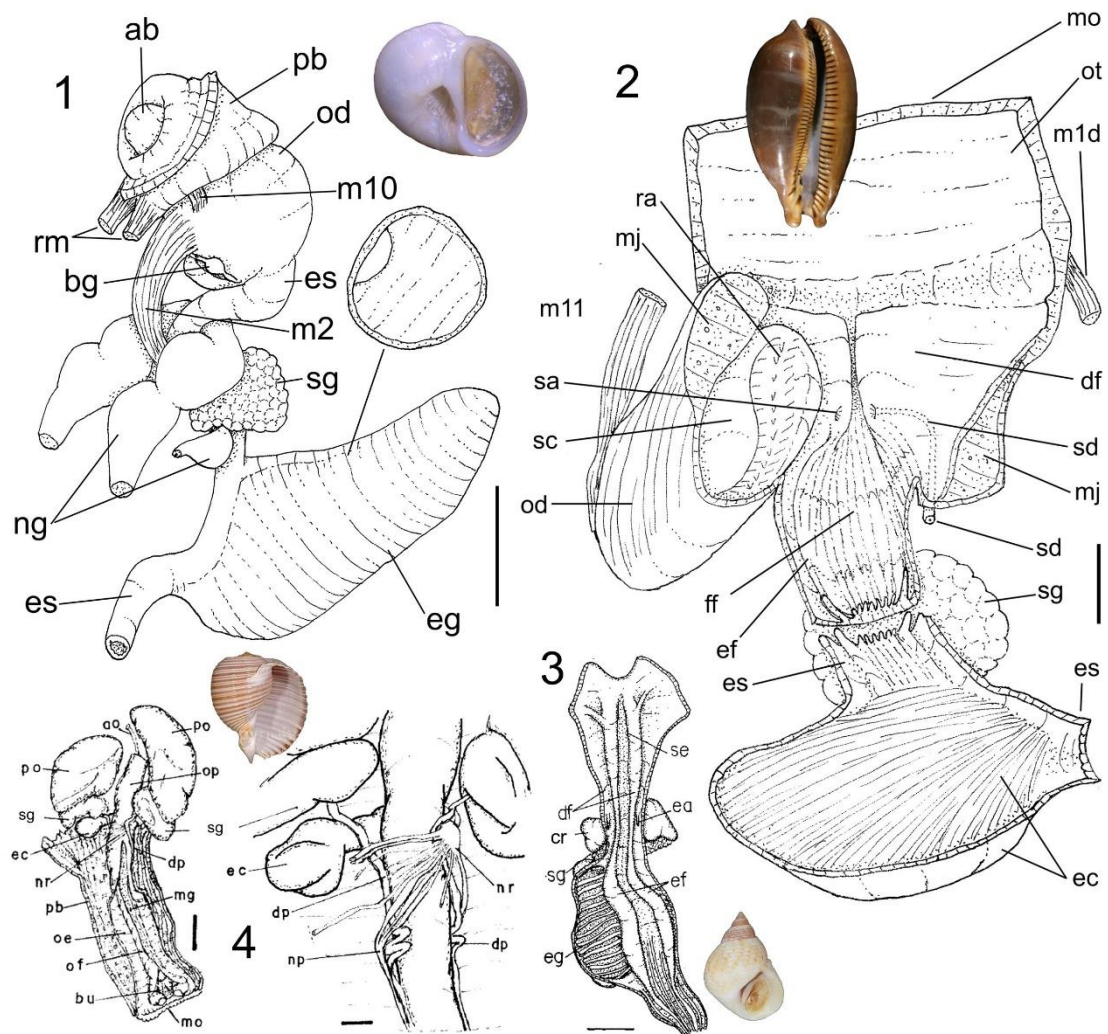 1
ab
pb
od
m10
rm
bg
es
m2
sg
ng
es
eg
2
mo
ot
m1d
ra
mj
m11
sa
sc
od
df
sd
mj
sd
ff
sg
ef
es
es
ec
3
se
df
ea
cr
sg
ef
eg
4
ao
po
po
op
sg
sg
ec
dp
nr
mg
pb
oe
of
bu
mo
ec
nr
dp
np
dp